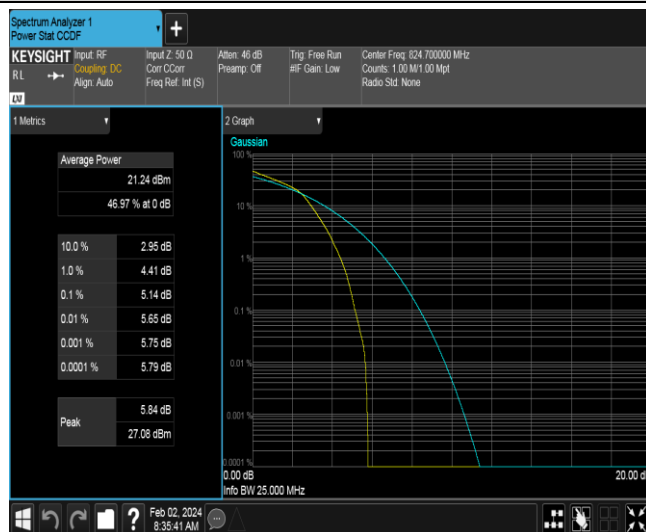 Spectrum Analyzer 1
Power Stat CCDF
KEYSIGHT
RL
LXI
Input: RF
Coupling: DC
Align: Auto
Input Z: 50 Ω
Corr CCorr
Freq Ref: Int (S)
Atten: 46 dB
Preamp: Off
Trig: Free Run
#IF Gain: Low
Center Freq: 824.700000 MHz
Counts: 1.00 M/1.00 Mpt
Radio Std: None
1 Metrics
Average Power
21.24 dBm
46.97 % at 0 dB
10.0 % 2.95 dB
1.0 % 4.41 dB
0.1 % 5.14 dB
0.01 % 5.65 dB
0.001 % 5.75 dB
0.0001 % 5.79 dB
Peak
5.84 dB
27.08 dBm
2 Graph
Gaussian
100 %
10 %
1 %
0.1 %
0.01 %
0.001 %
0.0001 %
0.00 dB 20.00 d
Info BW 25.000 MHz
?
Feb 02, 2024
8:35:41 AM